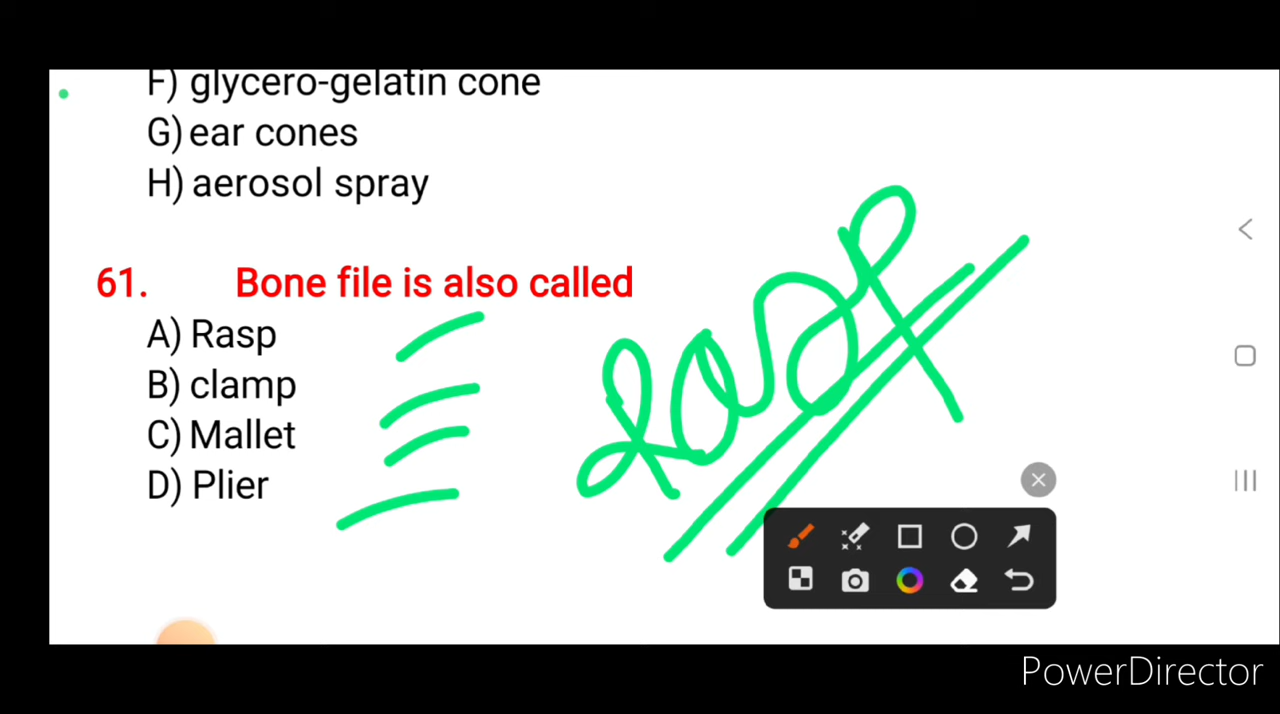 F) glycero-gelatin cone
G) ear cones
H) aerosol spray
61. Bone file is also called
A) Rasp
B) clamp
C) Mallet
D) Plier
Rasp
PowerDirector